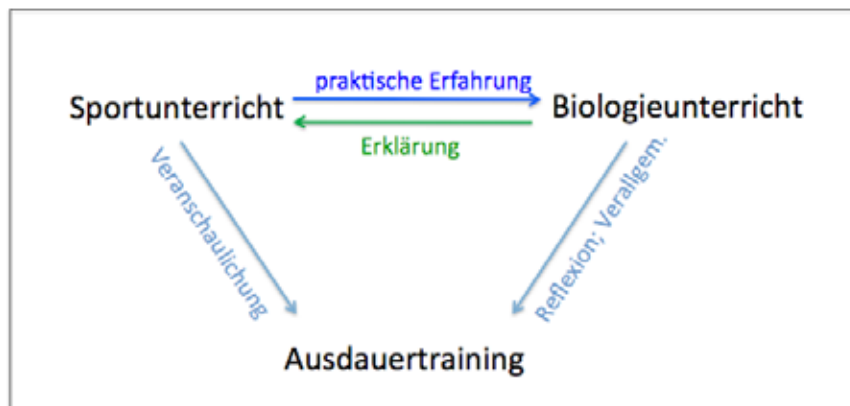 praktische Erfahrung
Sportunterricht
Biologieunterricht
Erklärung
Veranschaulichung
Reflexion; Verallgem.
Ausdauertraining